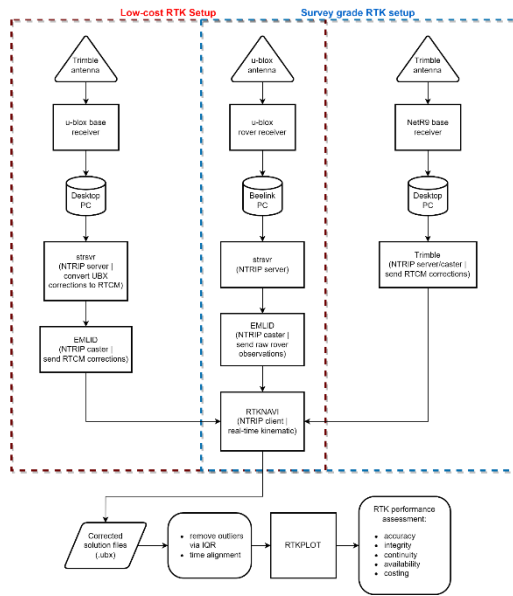 Low-cost RTK Setup
Survey grade RTK setup
Trimble
antenna
u-blox base
receiver
Desktop
PC
strsvr
(NTRIP server |
convert UBX
corrections to RTCM)
EMLID
(NTRIP caster |
send RTCM corrections)
u-blox
antenna
u-blox
rover receiver
Beelink
PC
strsvr
(NTRIP server)
EMLID
(NTRIP caster |
send raw rover
observations)
RTKNAVI
(NTRIP client |
real-time kinematic)
Trimble
antenna
NetR9 base
receiver
Desktop
PC
Trimble
(NTRIP server/caster |
send RTCM corrections)
Corrected
solution files
(.ubx)
• remove outliers
via IQR
• time alignment
RTKPLOT
RTK performance
assessment:
• accuracy
• integrity
• continuity
• availability
• costing